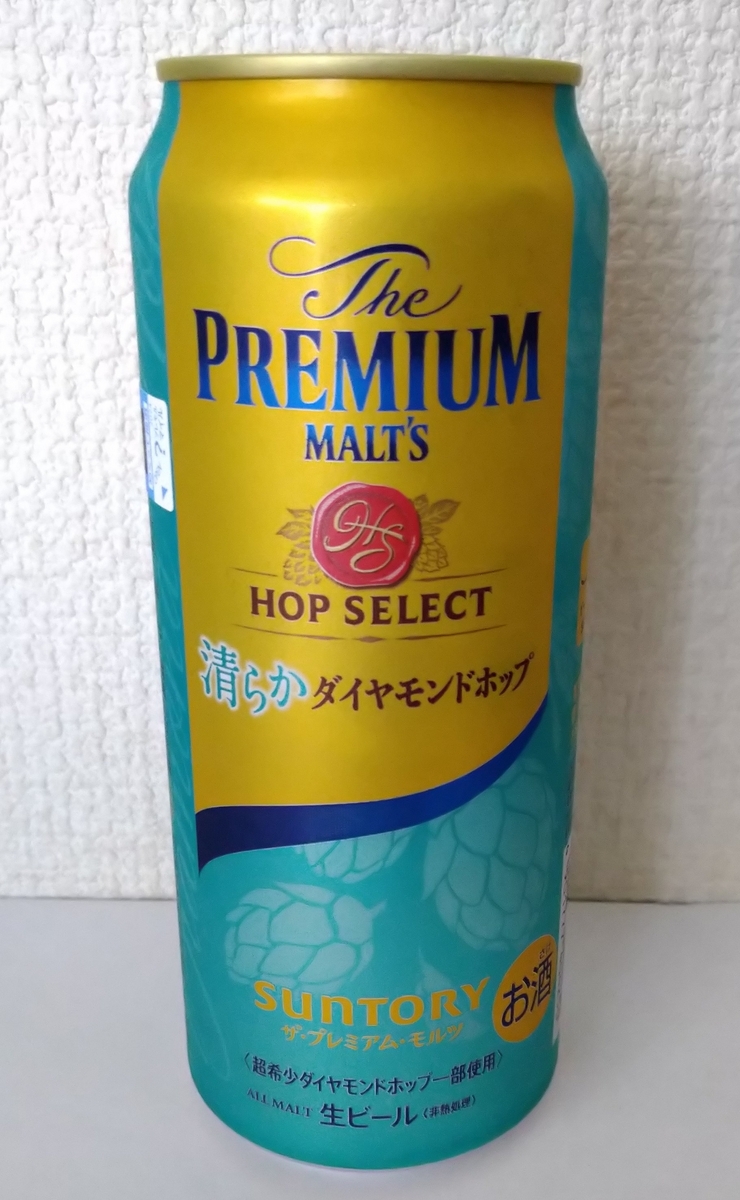 The
PREMIUM
MALT'S
HS
HOP SELECT
清らかダイヤモンドホップ
SUNTORY
ザ・プレミアム・モルツ
お酒
〈超希少ダイヤモンドホップ一部使用〉
ALL MALT 生ビール（非熱処理）